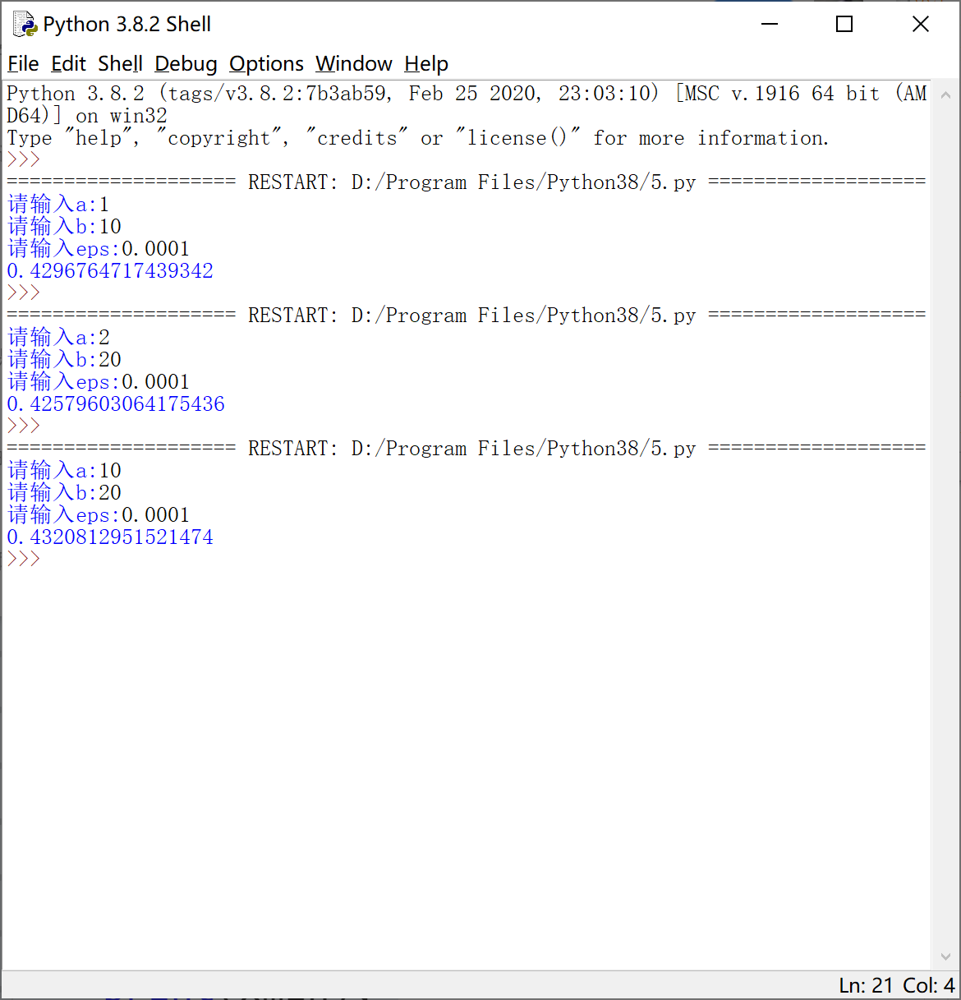 Python 3.8.2 Shell
File Edit Shell Debug Options Window Help
Python 3.8.2 (tags/v3.8.2:7b3ab59, Feb 25 2020, 23:03:10) [MSC v.1916 64 bit (AM
D64)] on win32
Type "help", "copyright", "credits" or "license()" for more information.
>>>
==================== RESTART: D:/Program Files/Python38/5.py ===================
请输入a:1
请输入b:10
请输入eps:0.0001
0.4296764717439342
>>>
==================== RESTART: D:/Program Files/Python38/5.py ===================
请输入a:2
请输入b:20
请输入eps:0.0001
0.42579603064175436
>>>
==================== RESTART: D:/Program Files/Python38/5.py ===================
请输入a:10
请输入b:20
请输入eps:0.0001
0.4320812951521474
>>>
Ln: 21 Col: 4